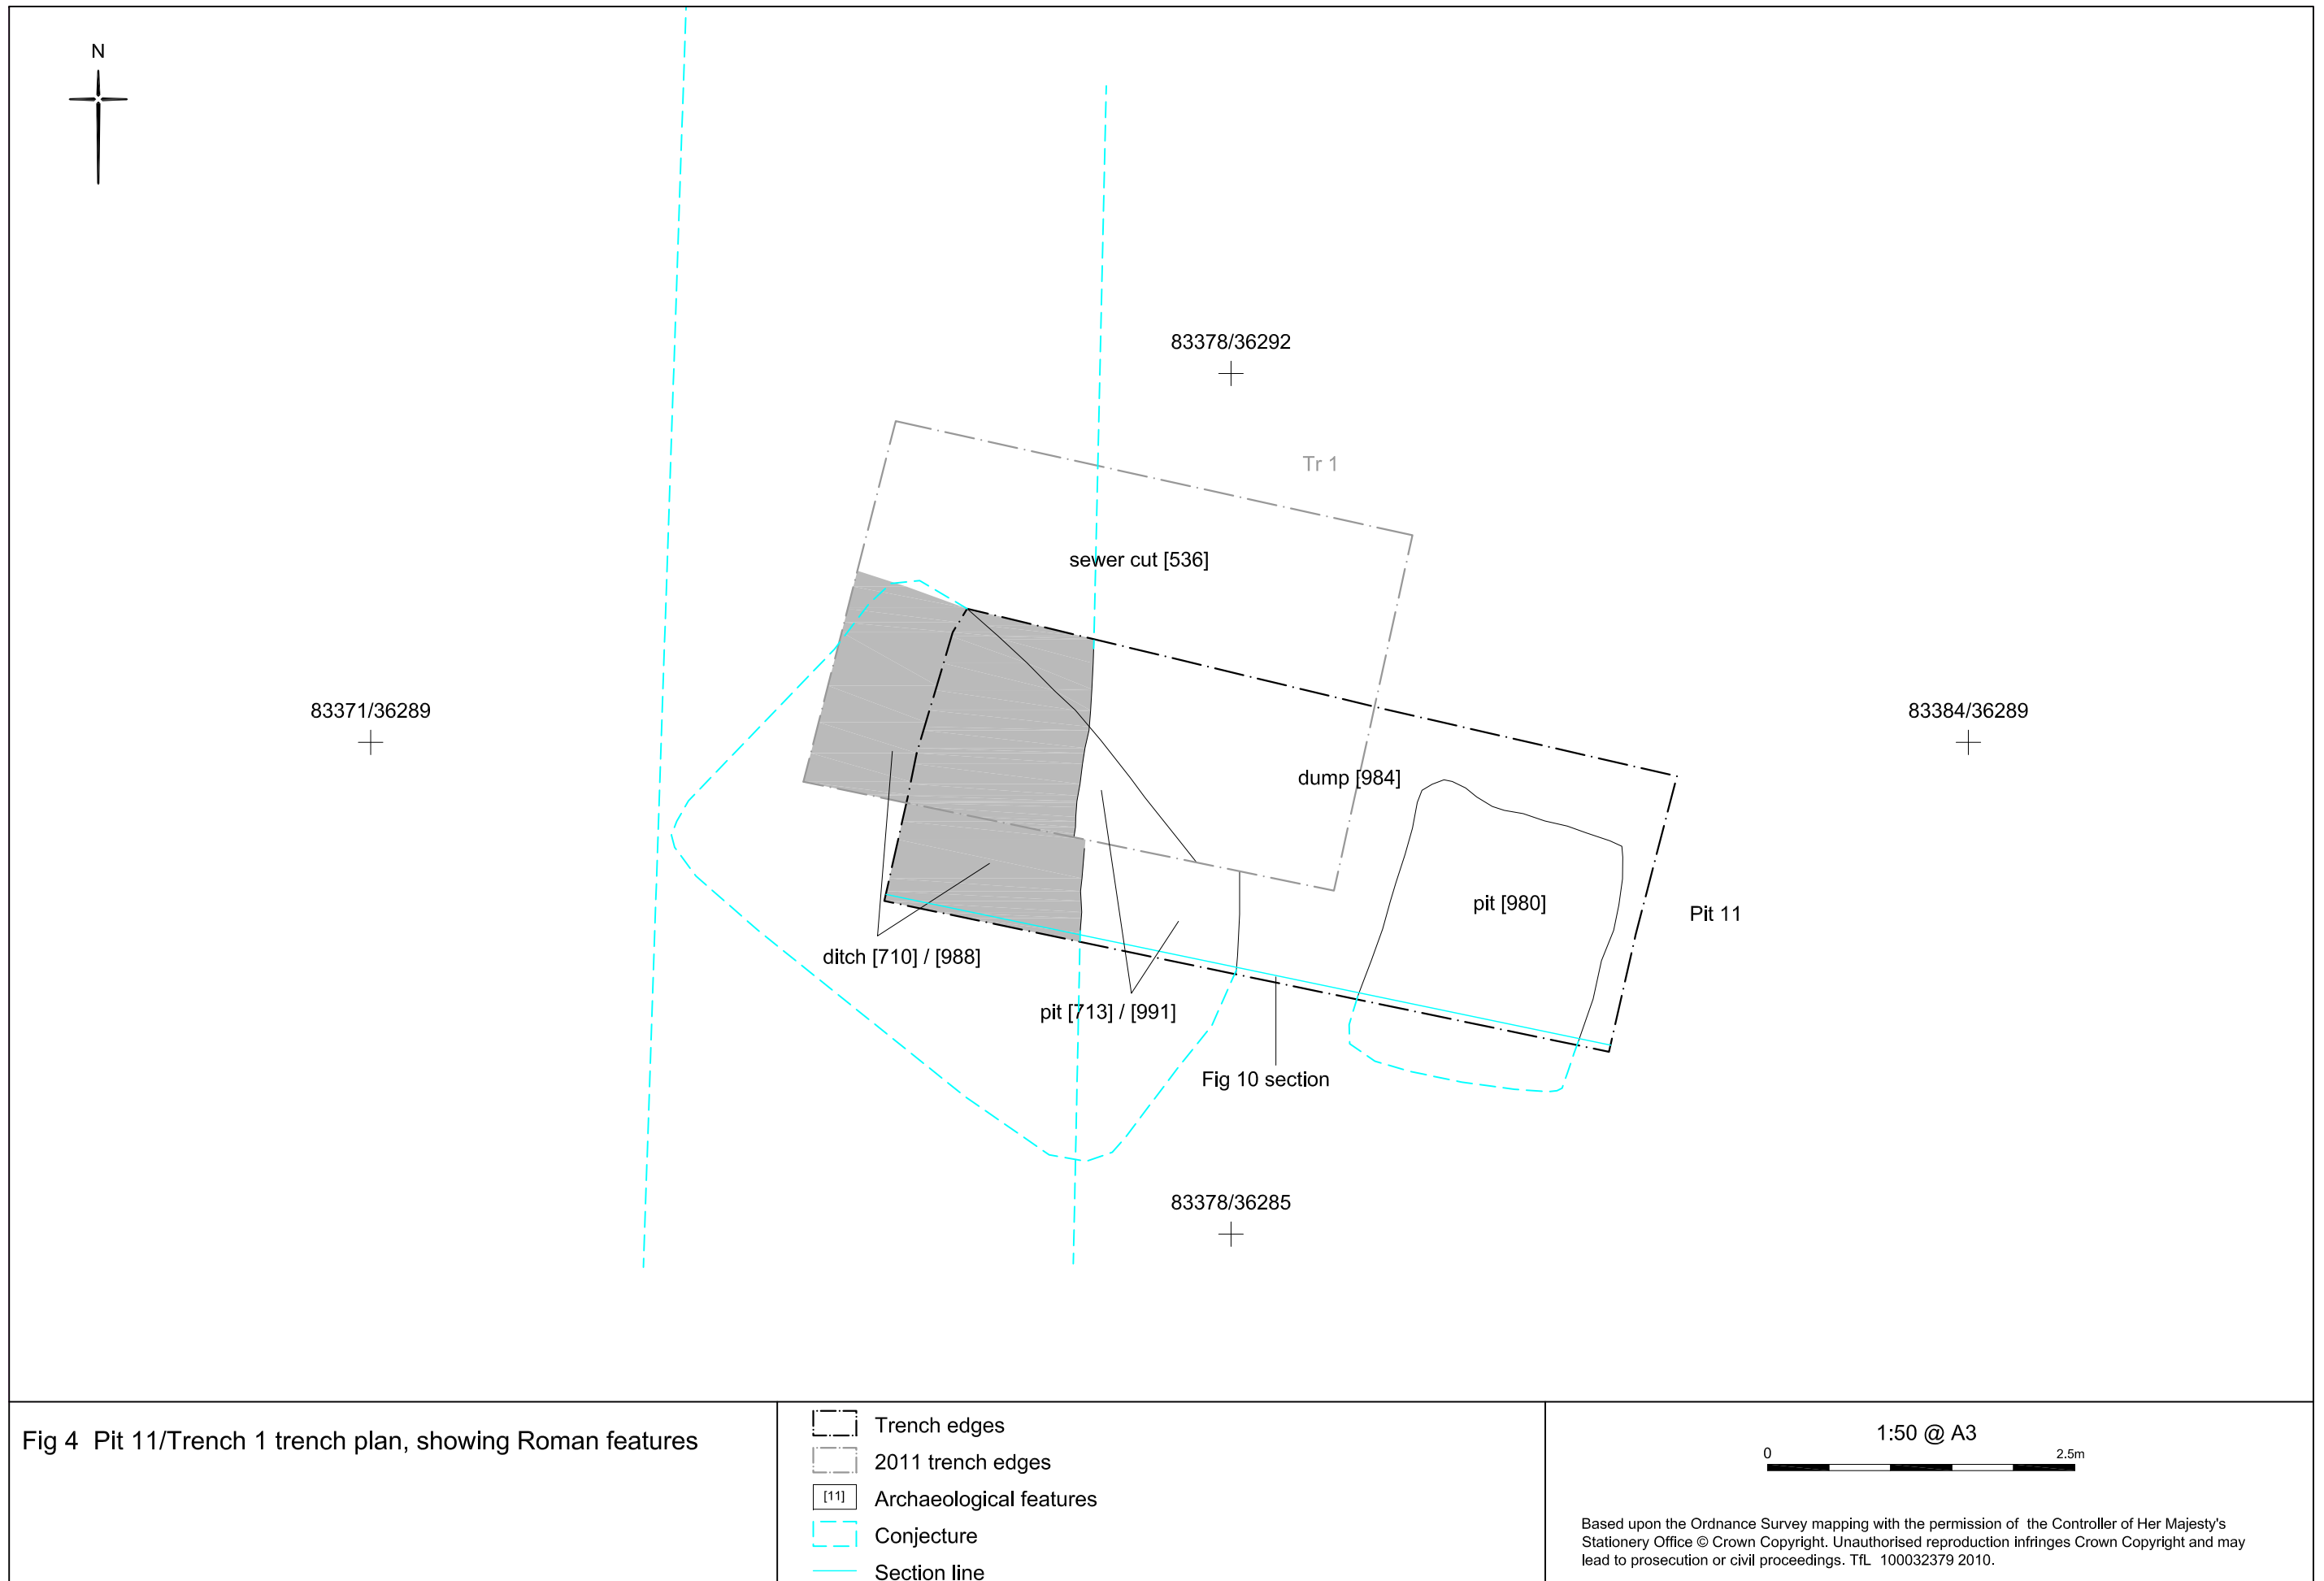 N
83378/36292
Tr 1
sewer cut [536]
83371/36289
83384/36289
dump [984]
pit [980]
Pit 11
ditch [710] / [988]
pit [713] / [991]
Fig 10 section
83378/36285
Fig 4 Pit 11/Trench 1 trench plan, showing Roman features
Trench edges
2011 trench edges
[11] Archaeological features
Conjecture
Section line
1:50 @ A3
0 2.5m
Based upon the Ordnance Survey mapping with the permission of the Controller of Her Majesty's
Stationery Office © Crown Copyright. Unauthorised reproduction infringes Crown Copyright and may
lead to prosecution or civil proceedings. TfL 100032379 2010.